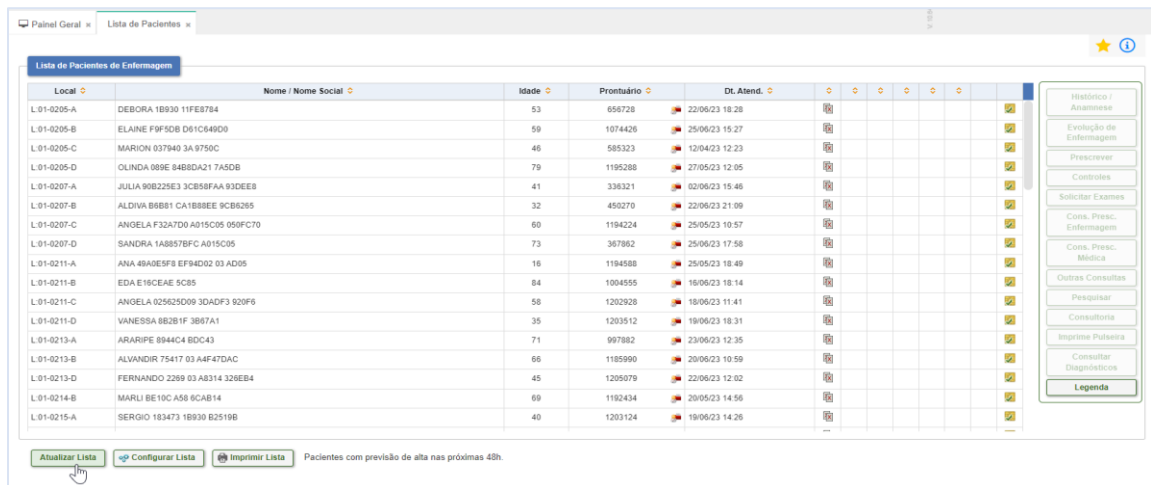 Painel Geral × Lista de Pacientes ×
Lista de Pacientes de Enfermagem
Local Nome / Nome Social Idade Prontuário Dt. Atend.
L:01-0205-A DEBORA 1B930 11FE8784 53 656728 22/06/23 18:28
L:01-0205-B ELAINE F9F5DB D61C649D0 59 1074426 25/06/23 15:27
L:01-0205-C MARION 037940 3A 9750C 46 585323 12/04/23 12:23
L:01-0205-D OLINDA 089E 84B8DA21 7A5DB 79 1195288 27/05/23 12:05
L:01-0207-A JULIA 90B225E3 3CB58FAA 93DEE8 41 336321 02/06/23 15:46
L:01-0207-B ALDIVA B6B81 CA1B88EE 9CB6265 32 450270 22/06/23 21:09
L:01-0207-C ANGELA F32A7D0 A015C05 050FC70 60 1194224 25/05/23 10:57
L:01-0207-D SANDRA 1A8857BFC A015C05 73 367862 25/06/23 17:58
L:01-0211-A ANA 49A0E5F8 EF94D02 03 AD05 16 1194588 25/05/23 18:49
L:01-0211-B EDA E16CEAE 5C85 84 1004555 16/06/23 18:14
L:01-0211-C ANGELA 025625D09 3DADF3 920F6 58 1202928 18/06/23 11:41
L:01-0211-D VANESSA 8B2B1F 3B67A1 35 1203512 19/06/23 18:31
L:01-0213-A ARARIPE 8944C4 BDC43 71 997882 23/06/23 12:35
L:01-0213-B ALVANDIR 75417 03 A4F47DAC 66 1185990 20/06/23 10:59
L:01-0213-D FERNANDO 2269 03 A8314 326EB4 45 1205079 22/06/23 12:02
L:01-0214-B MARLI BE10C A58 6CAB14 69 1192434 20/05/23 14:56
L:01-0215-A SERGIO 183473 1B930 B2519B 40 1203124 19/06/23 14:26
Histórico /
Anamnese
Evolução de
Enfermagem
Prescrever
Controles
Solicitar Exames
Cons. Presc.
Enfermagem
Cons. Presc.
Médica
Outras Consultas
Pesquisar
Consultoria
Imprime Pulseira
Consultar
Diagnósticos
Legenda
Atualizar Lista Configurar Lista Imprimir Lista Pacientes com previsão de alta nas próximas 48h.